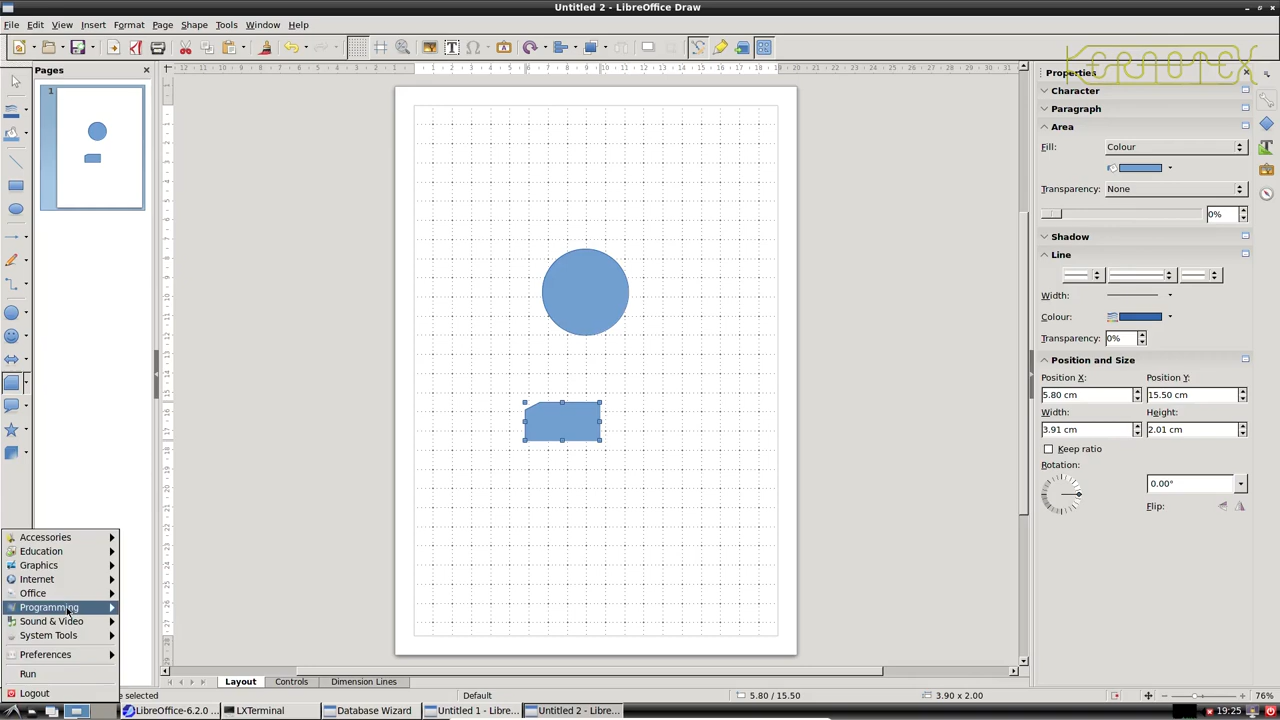 Untitled 2 - LibreOffice Draw
File Edit View Insert Format Page Shape Tools Window Help
KERNOTEX
Pages
1
Properties
Character
Paragraph
Area
Fill: Colour
Transparency: None
0%
Shadow
Line
Width:
Colour:
Transparency: 0%
Position and Size
Position X: Position Y:
5.80 cm 15.50 cm
Width: Height:
3.91 cm 2.01 cm
Keep ratio
Rotation:
0.00°
Flip:
Accessories
Education
Graphics
Internet
Office
Programming
Sound & Video
System Tools
Preferences
Run
Logout
Layout Controls Dimension Lines
e selected Default 5.80 / 15.50 3.90 x 2.00 76%
LibreOffice-6.2.0 ... LXTerminal Database Wizard Untitled 1 - Libre... Untitled 2 - Libre... 19:25